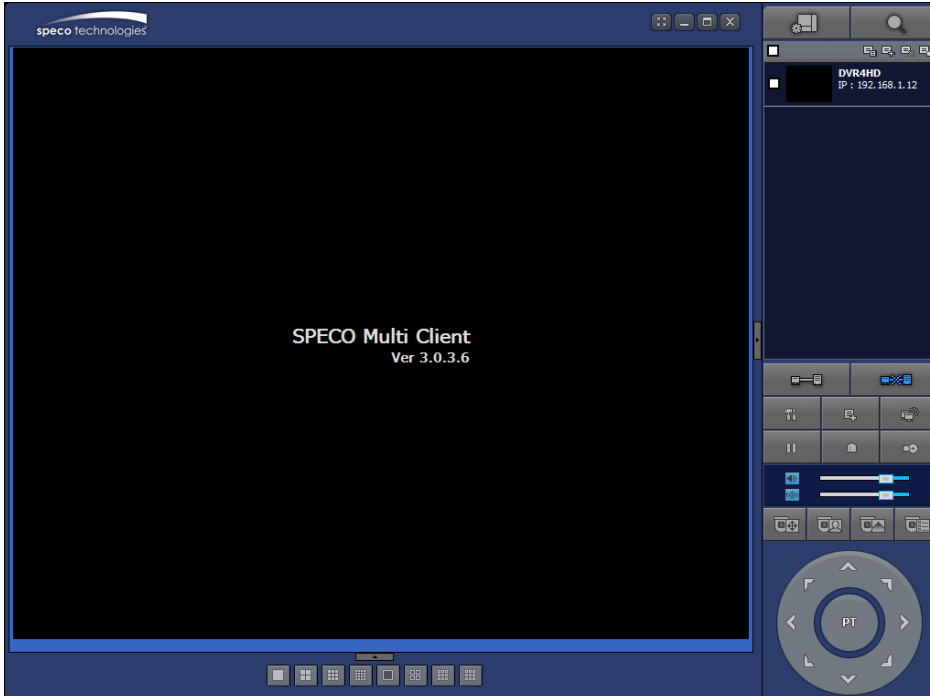 speco technologies
DVR4HD
IP : 192.168.1.12
SPECO Multi Client
Ver 3.0.3.6
PT